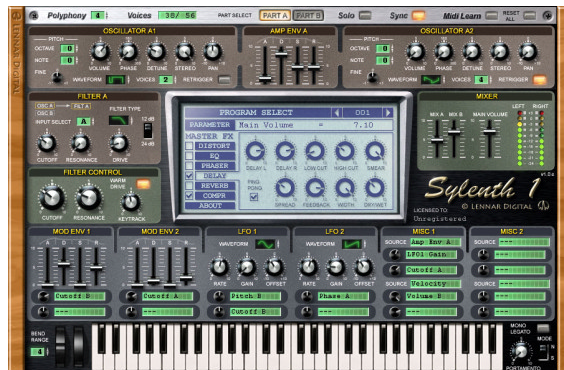 Polyphony 4 Voices 38/ 56 PART SELECT PART A PART B Solo Sync Midi Learn RESET ALL
LENNAR DIGITAL
OSCILLATOR A1
PITCH
OCTAVE 0
NOTE 0
FINE
VOLUME PHASE DETUNE STEREO PAN
WAVEFORM VOICES 2 RETRIGGER
AMP ENV A
A D S R
OSCILLATOR A2
PITCH
OCTAVE 0
NOTE 0
FINE
VOLUME PHASE DETUNE STEREO PAN
WAVEFORM VOICES 4 RETRIGGER
FILTER A
OSC A FILT A
OSC B
INPUT SELECT A
FILTER TYPE
12 dB
24 dB
CUTOFF RESONANCE DRIVE
FILTER CONTROL
WARM DRIVE
CUTOFF RESONANCE KEYTRACK
PROGRAM SELECT 001
PARAMETER Main Volume = 7.10
MASTER FX
DISTORT
EQ
PHASER
DELAY
REVERB
COMPR
ABOUT
DELAY L DELAY R LOW CUT HIGH CUT SMEAR
PING PONG
SPREAD FEEDBACK WIDTH DRY/WET
MIXER
MIX A MIX B MAIN VOLUME
LEFT RIGHT
Sylenth 1
© LENNAR DIGITAL
LICENSED TO
Unregistered
MOD ENV 1
A D S R
Cutoff B
---
MOD ENV 2
A D S R
Cutoff A
---
LFO 1
WAVEFORM
RATE GAIN OFFSET
Pitch B
Cutoff B
LFO 2
WAVEFORM
RATE GAIN OFFSET
Phase A
---
MISC 1
SOURCE Amp Env A
LFO1 Gain
Cutoff A
SOURCE Velocity
Volume B
---
MISC 2
SOURCE ---
---
---
SOURCE ---
---
---
BEND RANGE
4
MONO LEGATO
MODE
N
S
PORTAMENTO